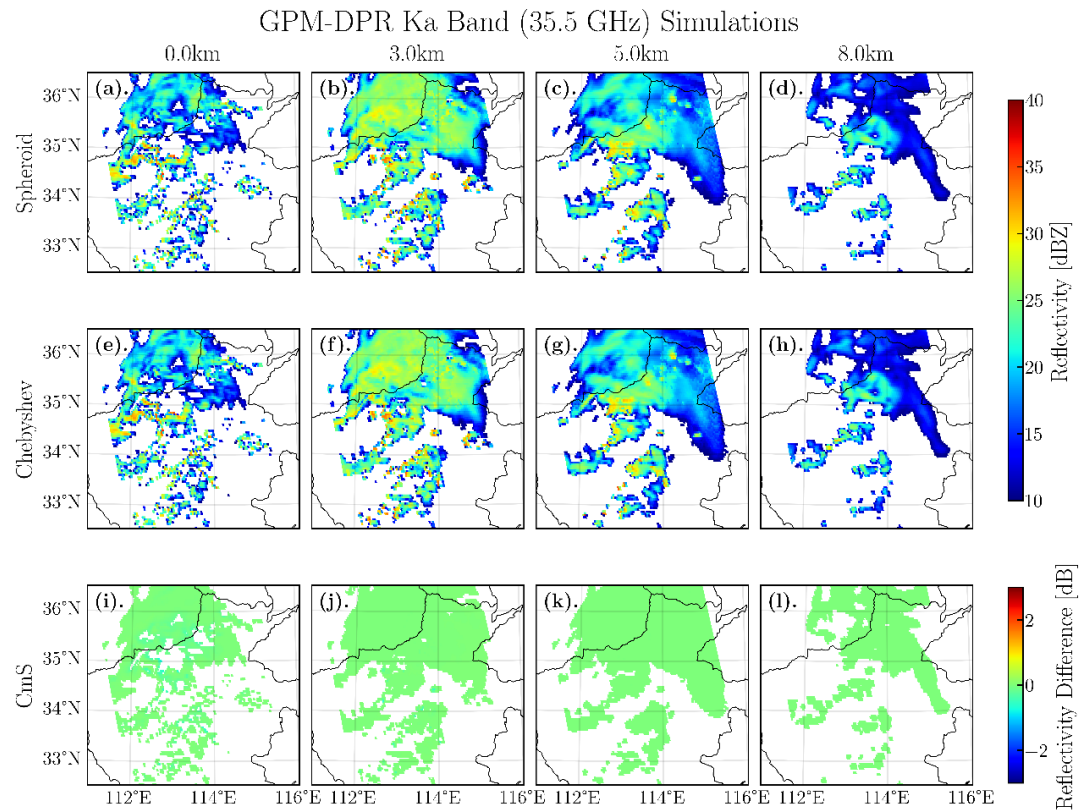 GPM-DPR Ka Band (35.5 GHz) Simulations
0.0km 3.0km 5.0km 8.0km
Spheroid
36°N
35°N
34°N
33°N
(a). (b). (c). (d).
Chebyshev
36°N
35°N
34°N
33°N
(e). (f). (g). (h).
CmS
36°N
35°N
34°N
33°N
(i). (j). (k). (l).
112°E 114°E 116°E 112°E 114°E 116°E 112°E 114°E 116°E 112°E 114°E 116°E
40
35
30
25
20
15
10
Reflectivity [dBZ]
2
0
−2
Reflectivity Difference [dB]